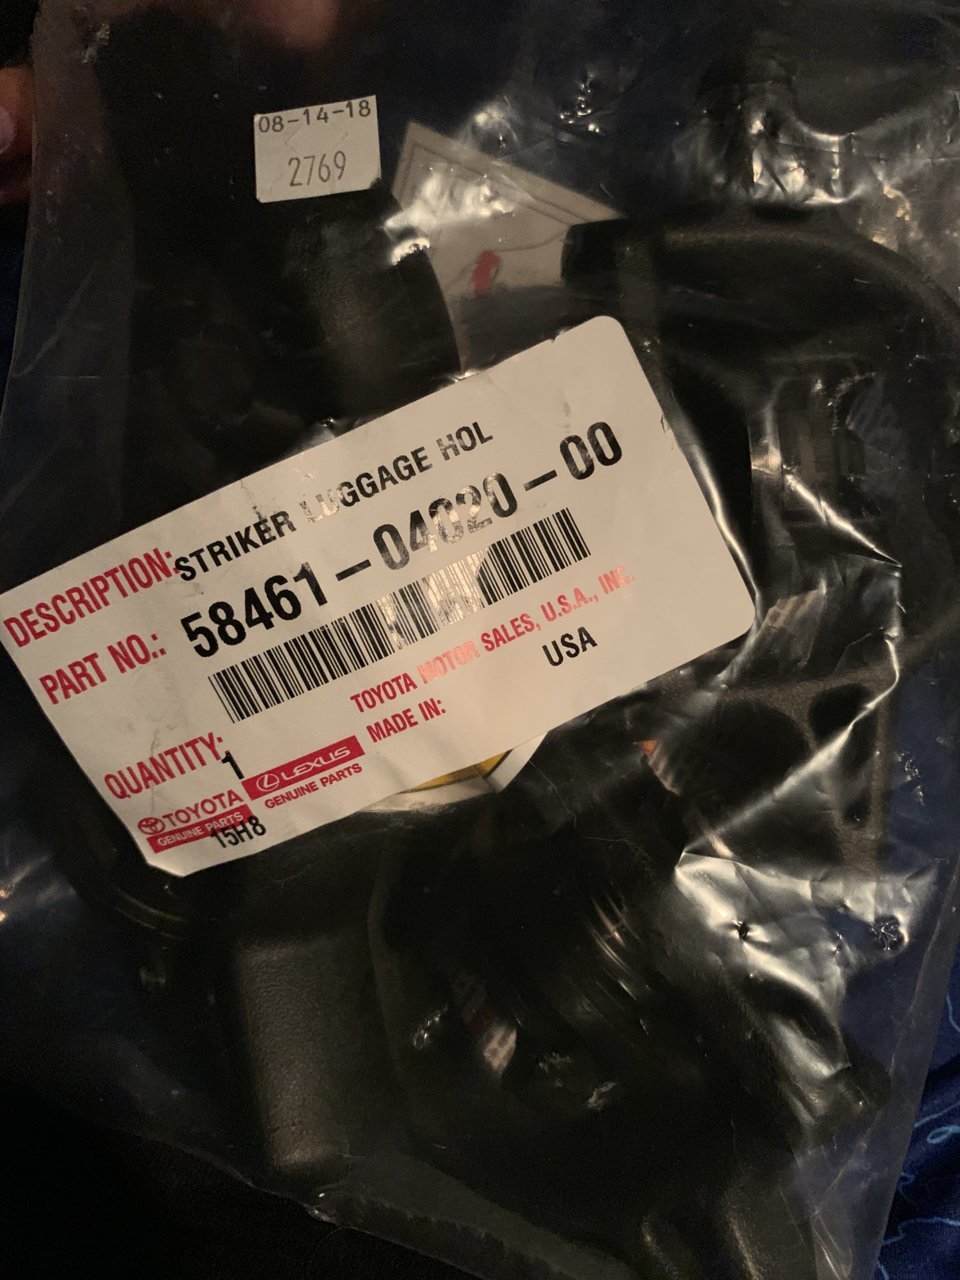 08-14-18
2769
DESCRIPTION: STRIKER LUGGAGE HOL
PART NO.: 58461-04020-00
TOYOTA MOTOR SALES, U.S.A., INC.
QUANTITY: 1
MADE IN: USA
TOYOTA
GENUINE PARTS
LEXUS
GENUINE PARTS
15H8